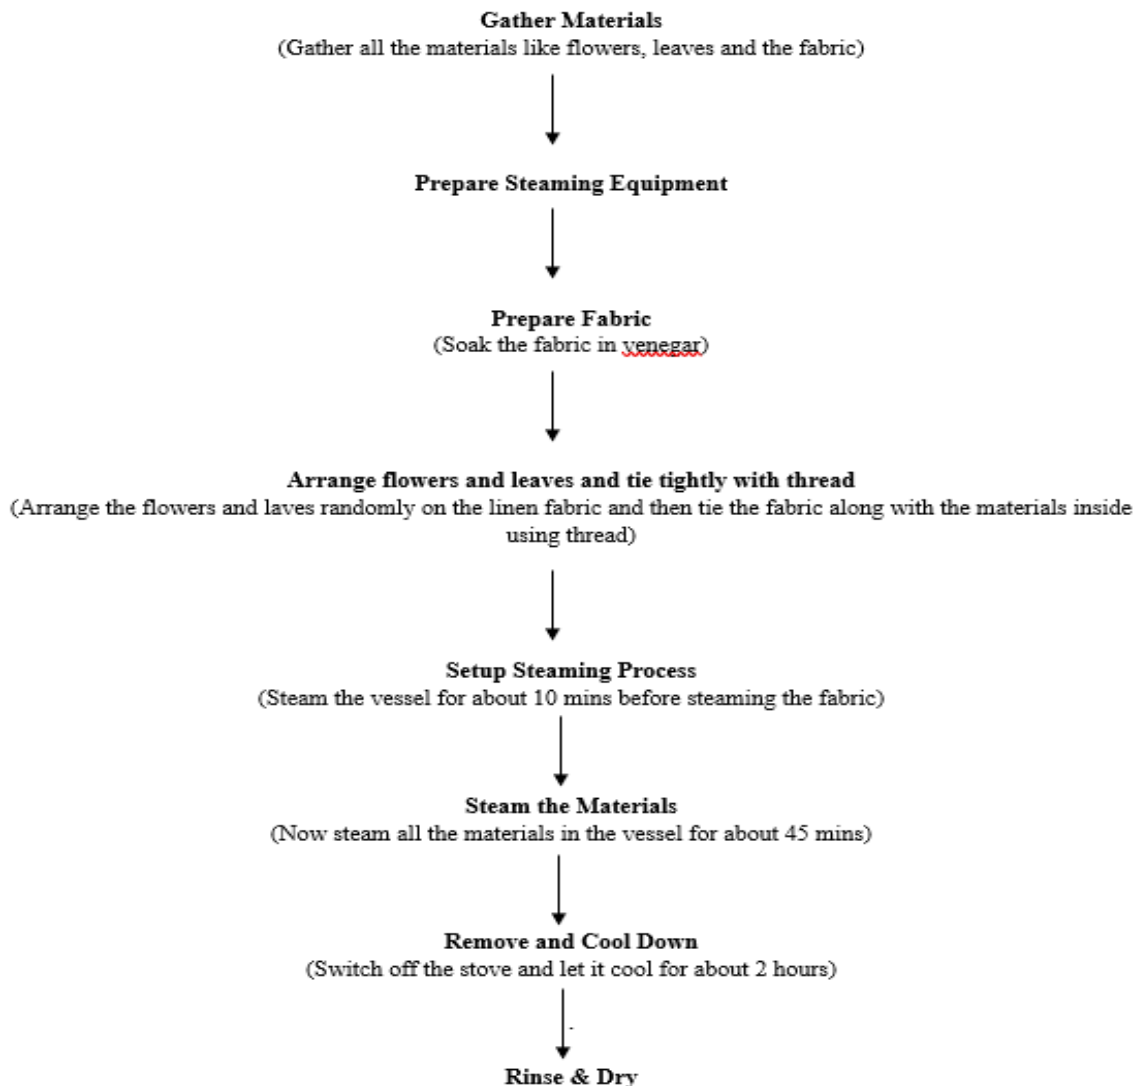 Gather Materials
(Gather all the materials like flowers, leaves and the fabric)
Prepare Steaming Equipment
Prepare Fabric
(Soak the fabric in venegar)
Arrange flowers and leaves and tie tightly with thread
(Arrange the flowers and laves randomly on the linen fabric and then tie the fabric along with the materials inside
using thread)
Setup Steaming Process
(Steam the vessel for about 10 mins before steaming the fabric)
Steam the Materials
(Now steam all the materials in the vessel for about 45 mins)
Remove and Cool Down
(Switch off the stove and let it cool for about 2 hours)
Rinse & Dry